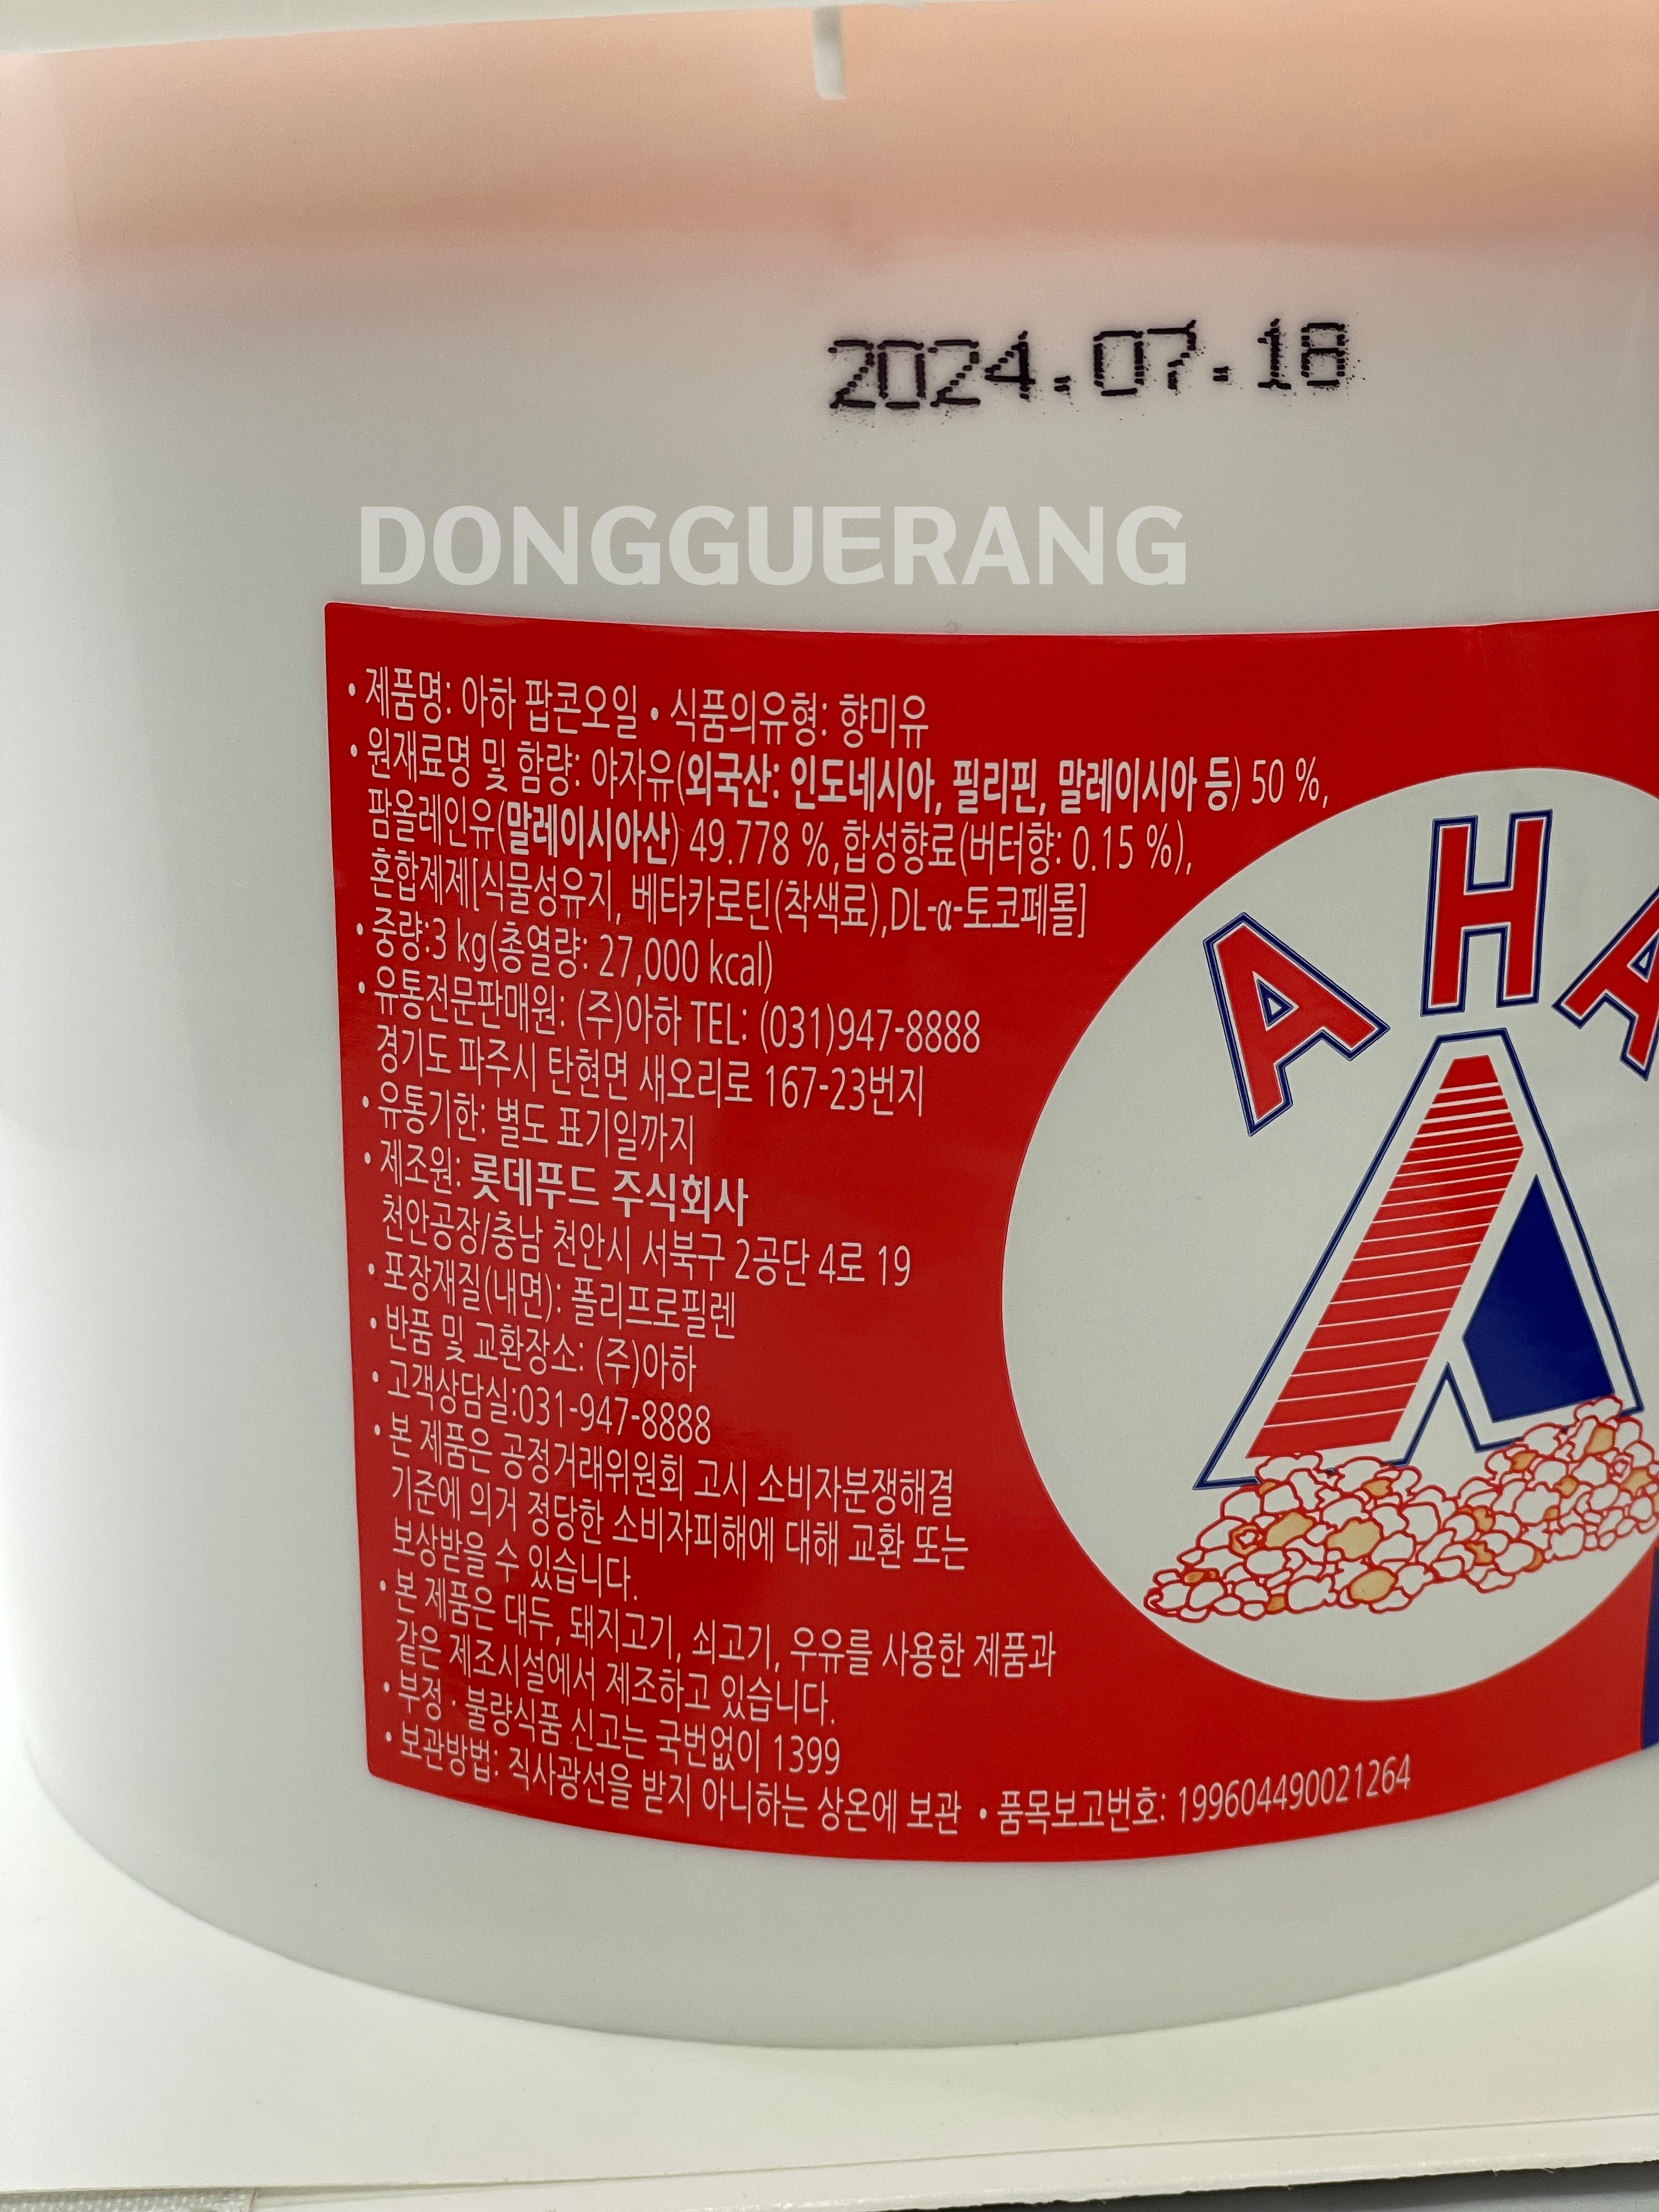 2024.07.18
DONGGUERANG
• 제품명: 아하 팝콘오일 • 식품의유형: 향미유
• 원재료명 및 함량: 야자유(외국산: 인도네시아, 필리핀, 말레이시아 등) 50 %,
팜올레인유(말레이시아산) 49.778 %,합성향료(버터향: 0.15 %),
혼합제제[식물성유지, 베타카로틴(착색료),DL-α-토코페롤]
• 중량:3 kg(총열량: 27,000 kcal)
• 유통전문판매원: (주)아하 TEL: (031)947-8888
경기도 파주시 탄현면 새오리로 167-23번지
• 유통기한: 별도 표기일까지
• 제조원: 롯데푸드 주식회사
천안공장/충남 천안시 서북구 2공단 4로 19
• 포장재질(내면): 폴리프로필렌
• 반품 및 교환장소: (주)아하
• 고객상담실:031-947-8888
• 본 제품은 공정거래위원회 고시 소비자분쟁해결
기준에 의거 정당한 소비자피해에 대해 교환 또는
보상받을 수 있습니다.
• 본 제품은 대두, 돼지고기, 쇠고기, 우유를 사용한 제품과
같은 제조시설에서 제조하고 있습니다.
• 부정 · 불량식품 신고는 국번없이 1399
• 보관방법: 직사광선을 받지 아니하는 상온에 보관 • 품목보고번호: 199604490021264
AHA